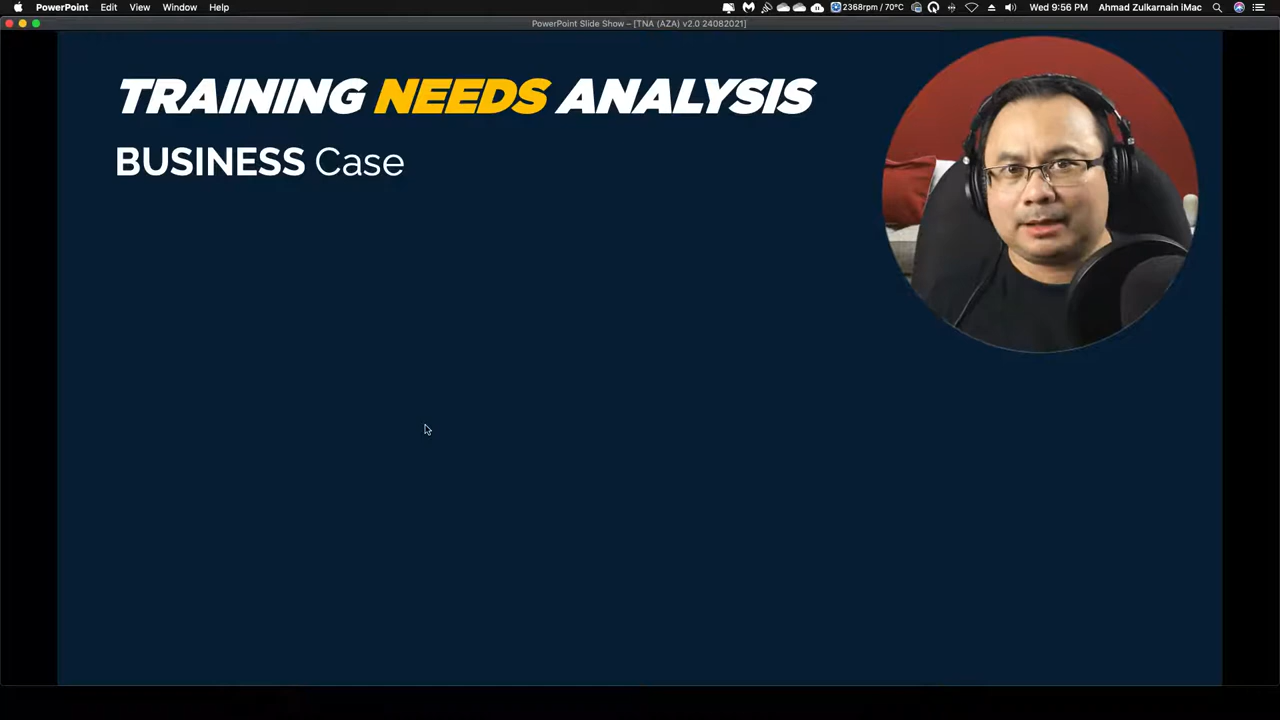 PowerPoint Edit View Window Help 2368rpm / 70°C Wed 9:56 PM Ahmad Zulkarnain iMac
PowerPoint Slide Show – [TNA (AZA) v2.0 24082021]
TRAINING NEEDS ANALYSIS
BUSINESS Case